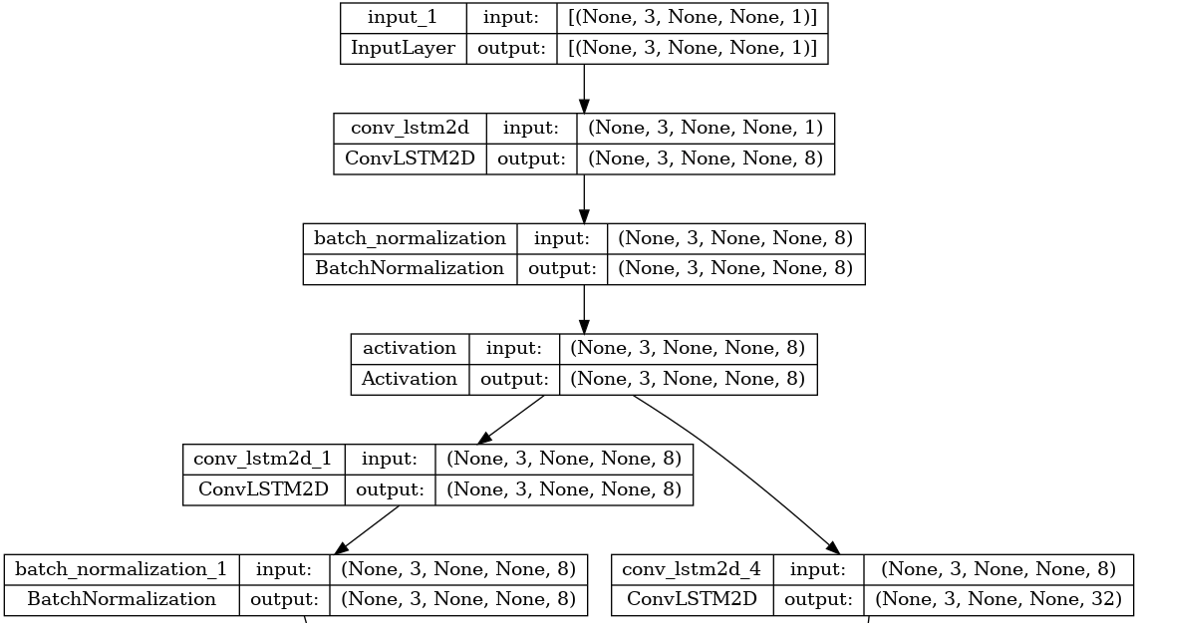 input_1 input: [(None, 3, None, None, 1)]
InputLayer output: [(None, 3, None, None, 1)]
conv_lstm2d input: (None, 3, None, None, 1)
ConvLSTM2D output: (None, 3, None, None, 8)
batch_normalization input: (None, 3, None, None, 8)
BatchNormalization output: (None, 3, None, None, 8)
activation input: (None, 3, None, None, 8)
Activation output: (None, 3, None, None, 8)
conv_lstm2d_1 input: (None, 3, None, None, 8)
ConvLSTM2D output: (None, 3, None, None, 8)
batch_normalization_1 input: (None, 3, None, None, 8)
BatchNormalization output: (None, 3, None, None, 8)
conv_lstm2d_4 input: (None, 3, None, None, 8)
ConvLSTM2D output: (None, 3, None, None, 32)